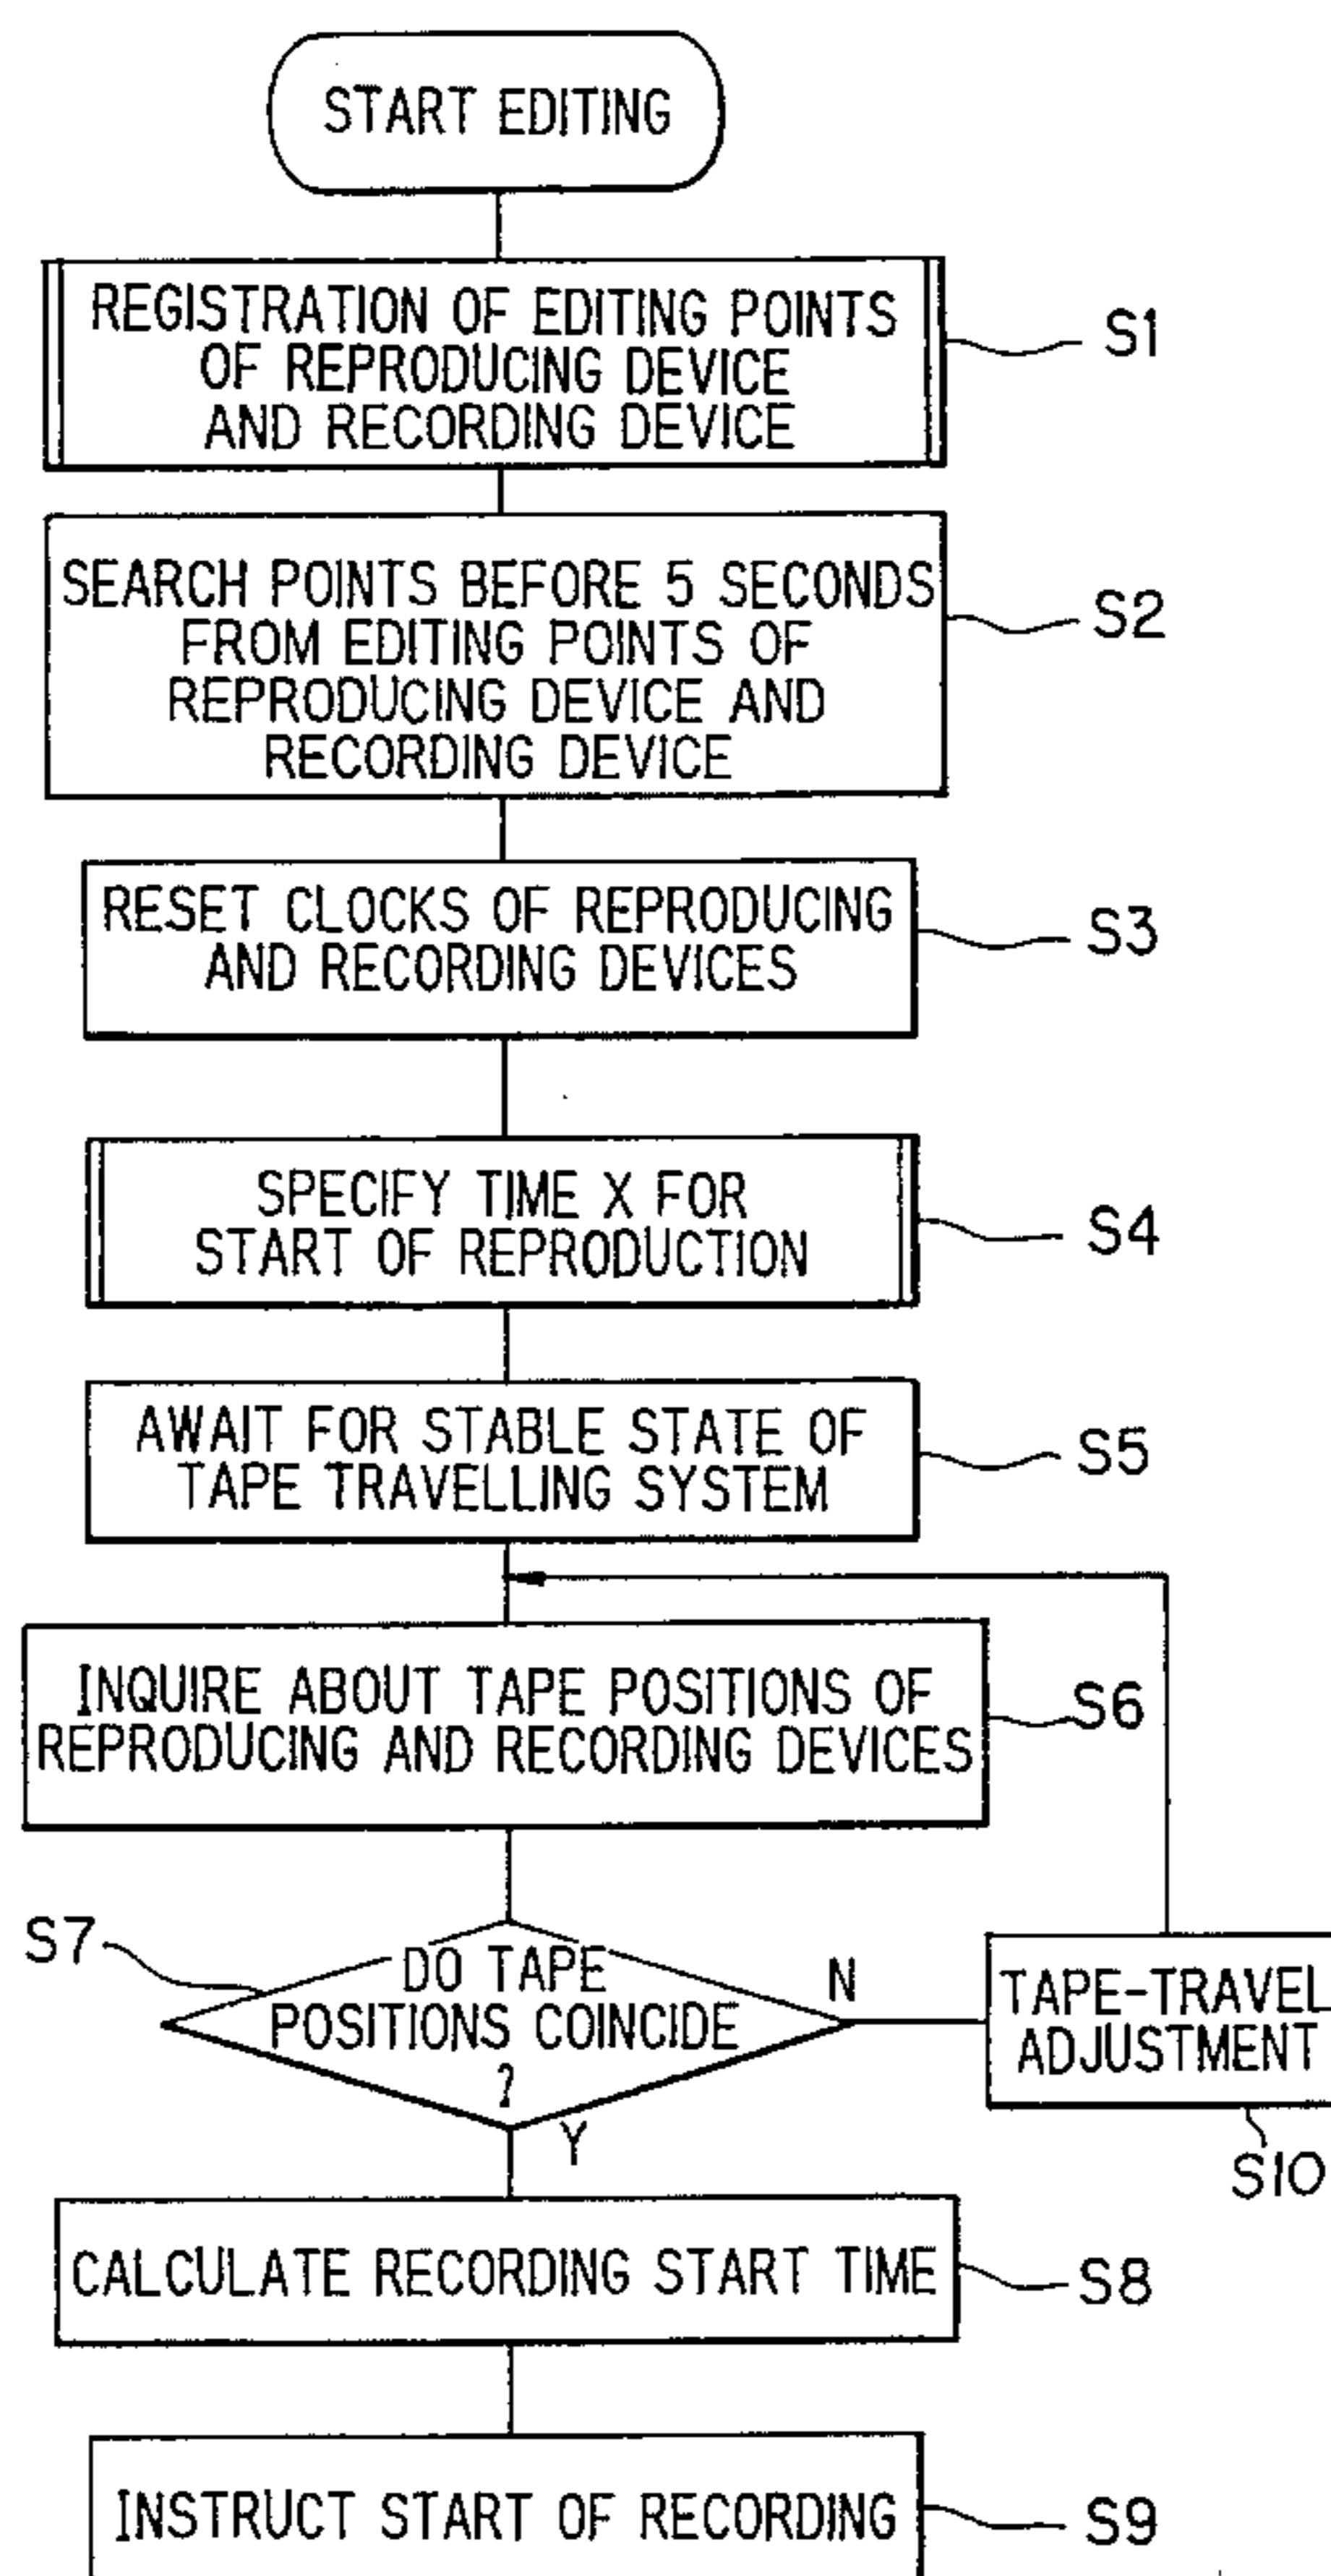 START EDITING
REGISTRATION OF EDITING POINTS
OF REPRODUCING DEVICE
AND RECORDING DEVICE
S1
SEARCH POINTS BEFORE 5 SECONDS
FROM EDITING POINTS OF
REPRODUCING DEVICE AND
RECORDING DEVICE
S2
RESET CLOCKS OF REPRODUCING
AND RECORDING DEVICES
S3
SPECIFY TIME X FOR
START OF REPRODUCTION
S4
AWAIT FOR STABLE STATE OF
TAPE TRAVELLING SYSTEM
S5
INQUIRE ABOUT TAPE POSITIONS OF
REPRODUCING AND RECORDING DEVICES
S6
S7
DO TAPE
POSITIONS COINCIDE
?
N
Y
TAPE-TRAVEL
ADJUSTMENT
S10
CALCULATE RECORDING START TIME
S8
INSTRUCT START OF RECORDING
S9